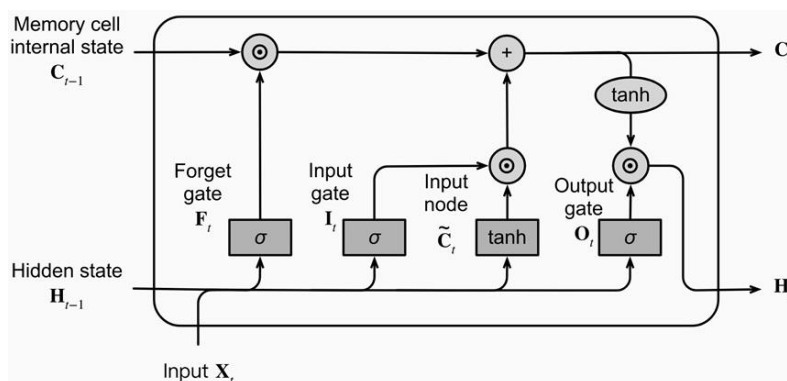 Memory cell
internal state
C_{t−1}
C
tanh
Forget
gate
F_t
Input
gate
I_t
Input
node
C̃_t
Output
gate
O_t
σ
σ
tanh
σ
Hidden state
H_{t−1}
H
Input X